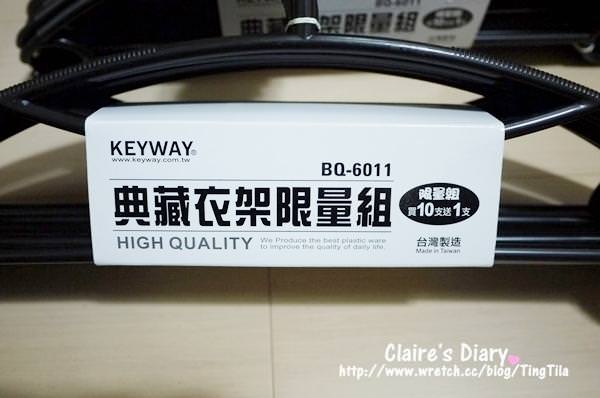 BQ-6011
KEYWAY®
www.keyway.com.tw
BQ-6011
典藏衣架限量組
限量組
買10支送1支
HIGH QUALITY
We Produce the best plastic ware
to improve the quality of daily life.
台灣製造
Made in Taiwan
Claire's Diary
http://www.wretch.cc/blog/TingTila